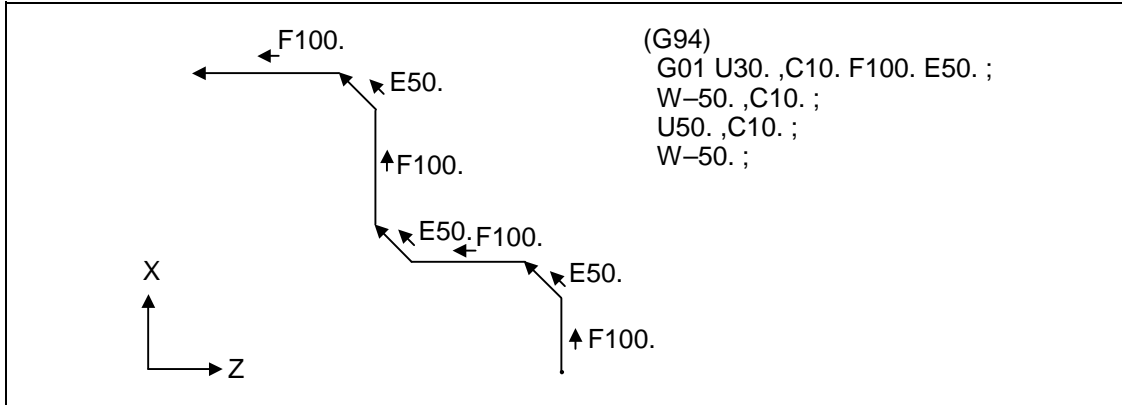 F100.
E50.
F100.
E50.
F100.
E50.
F100.
X
Z
(G94)
G01 U30. ,C10. F100. E50. ;
W–50. ,C10. ;
U50. ,C10. ;
W–50. ;